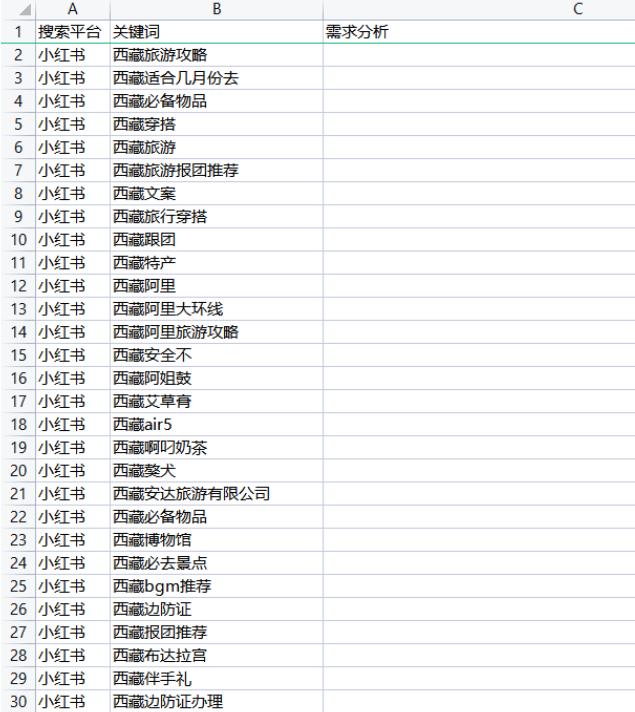 A B C
1 搜索平台 关键词 需求分析
2 小红书 西藏旅游攻略
3 小红书 西藏适合几月份去
4 小红书 西藏必备物品
5 小红书 西藏穿搭
6 小红书 西藏旅游
7 小红书 西藏旅游报团推荐
8 小红书 西藏文案
9 小红书 西藏旅行穿搭
10 小红书 西藏跟团
11 小红书 西藏特产
12 小红书 西藏阿里
13 小红书 西藏阿里大环线
14 小红书 西藏阿里旅游攻略
15 小红书 西藏安全不
16 小红书 西藏阿姐鼓
17 小红书 西藏艾草膏
18 小红书 西藏air5
19 小红书 西藏啊叼奶茶
20 小红书 西藏獒犬
21 小红书 西藏安达旅游有限公司
22 小红书 西藏必备物品
23 小红书 西藏博物馆
24 小红书 西藏必去景点
25 小红书 西藏bgm推荐
26 小红书 西藏边防证
27 小红书 西藏报团推荐
28 小红书 西藏布达拉宫
29 小红书 西藏伴手礼
30 小红书 西藏边防证办理